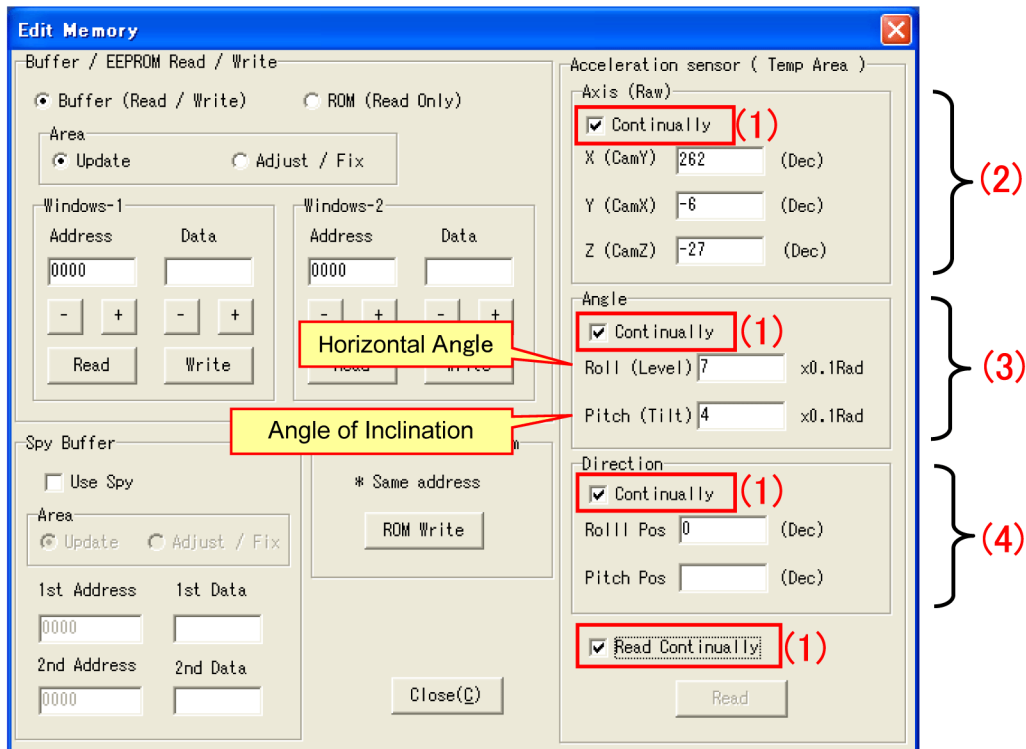 Edit Memory
Buffer / EEPROM Read / Write
Buffer (Read / Write) ROM (Read Only)
Area
Update Adjust / Fix
Windows-1
Address Data
0000
- + - +
Read Write
Windows-2
Address Data
0000
- + - +
Horizontal Angle
Angle of Inclination
Spy Buffer
Use Spy
Area
Update Adjust / Fix
1st Address 1st Data
0000
2nd Address 2nd Data
0000
* Same address
ROM Write
Close(C)
Acceleration sensor ( Temp Area )
Axis (Raw)
Continually (1)
X (CamY) 262 (Dec)
Y (CamX) -6 (Dec)
Z (CamZ) -27 (Dec)
(2)
Angle
Continually (1)
Roll (Level) 7 x0.1Rad
Pitch (Tilt) 4 x0.1Rad
(3)
Direction
Continually (1)
Rolll Pos 0 (Dec)
Pitch Pos (Dec)
(4)
Read Continually (1)
Read